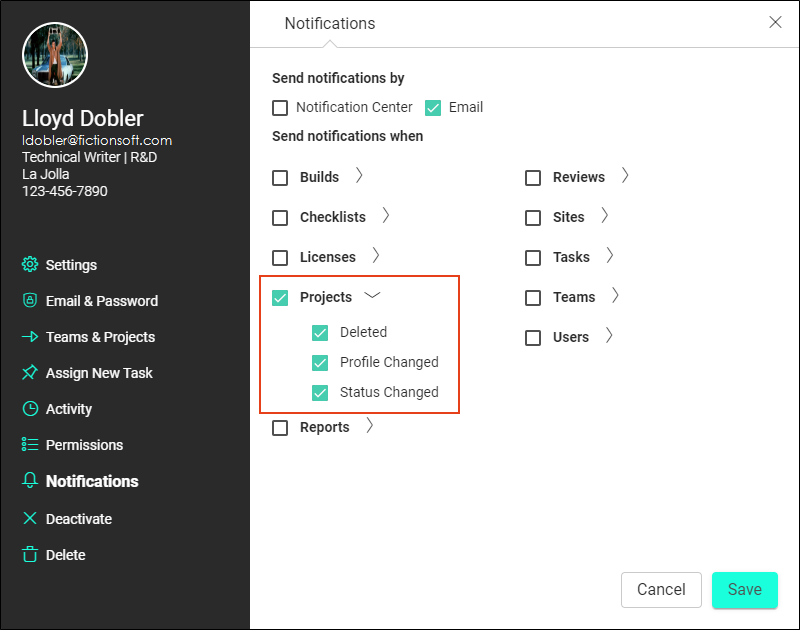 Lloyd Dobler
ldobler@fictionsoft.com
Technical Writer | R&D
La Jolla
123-456-7890
Settings
Email & Password
Teams & Projects
Assign New Task
Activity
Permissions
Notifications
Deactivate
Delete
Notifications
Send notifications by
Notification Center Email
Send notifications when
Builds
Checklists
Licenses
Projects
Deleted
Profile Changed
Status Changed
Reports
Reviews
Sites
Tasks
Teams
Users
Cancel Save